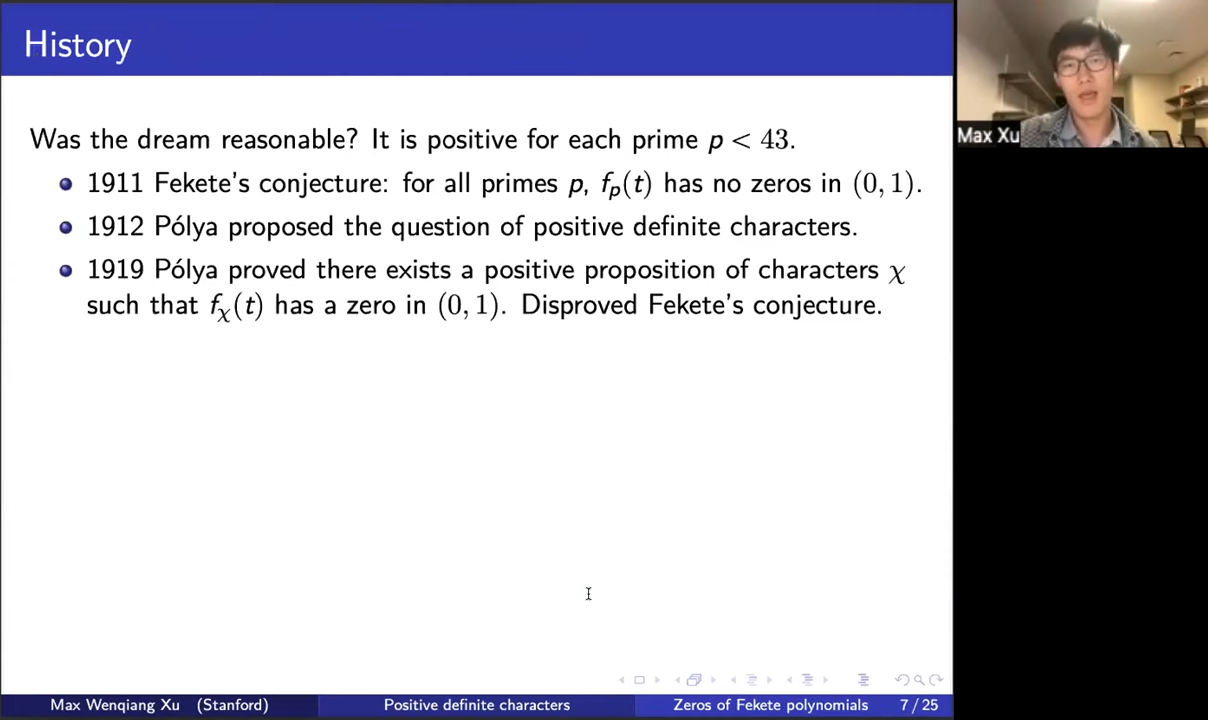 History
Was the dream reasonable? It is positive for each prime p < 43.
1911 Fekete's conjecture: for all primes p, fₚ(t) has no zeros in (0, 1).
1912 Pólya proposed the question of positive definite characters.
1919 Pólya proved there exists a positive proposition of characters χ
such that fᵪ(t) has a zero in (0, 1). Disproved Fekete's conjecture.
Max Xu
Max Wenqiang Xu (Stanford) Positive definite characters Zeros of Fekete polynomials 7 / 25